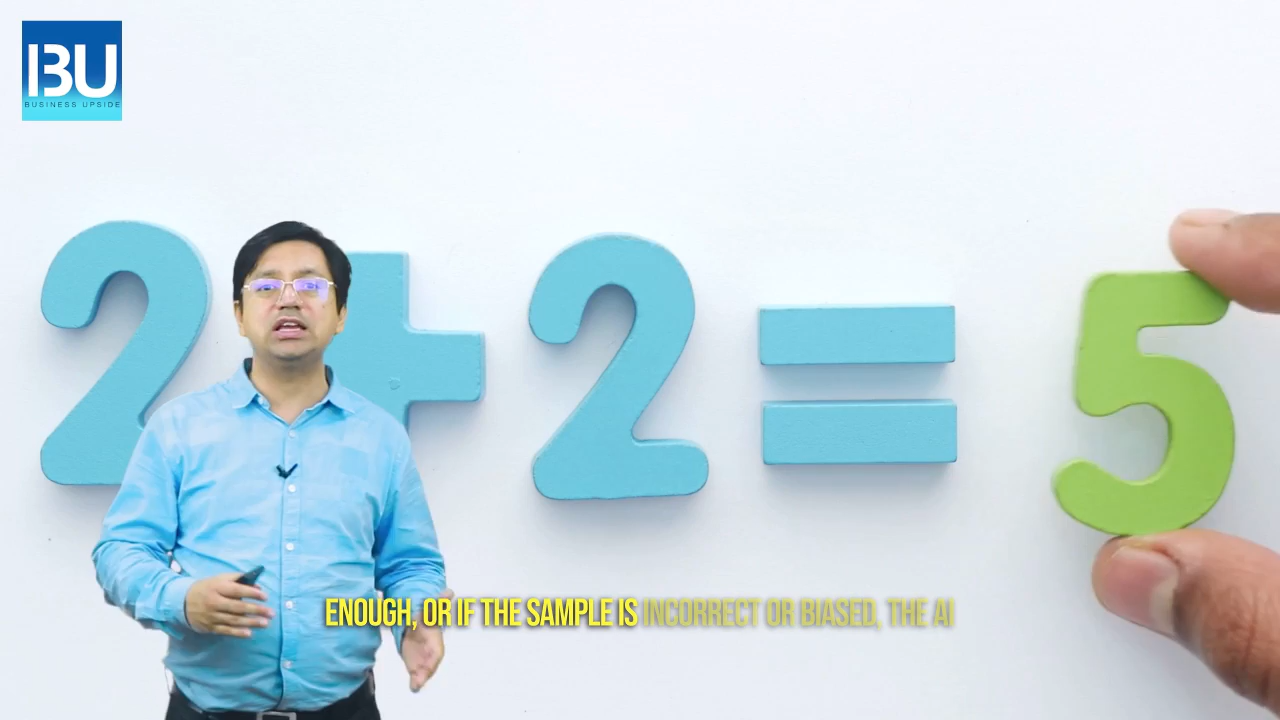 BU
BUSINESS UPSIDE
2 + 2 = 5
ENOUGH, OR IF THE SAMPLE IS INCORRECT OR BIASED, THE AI